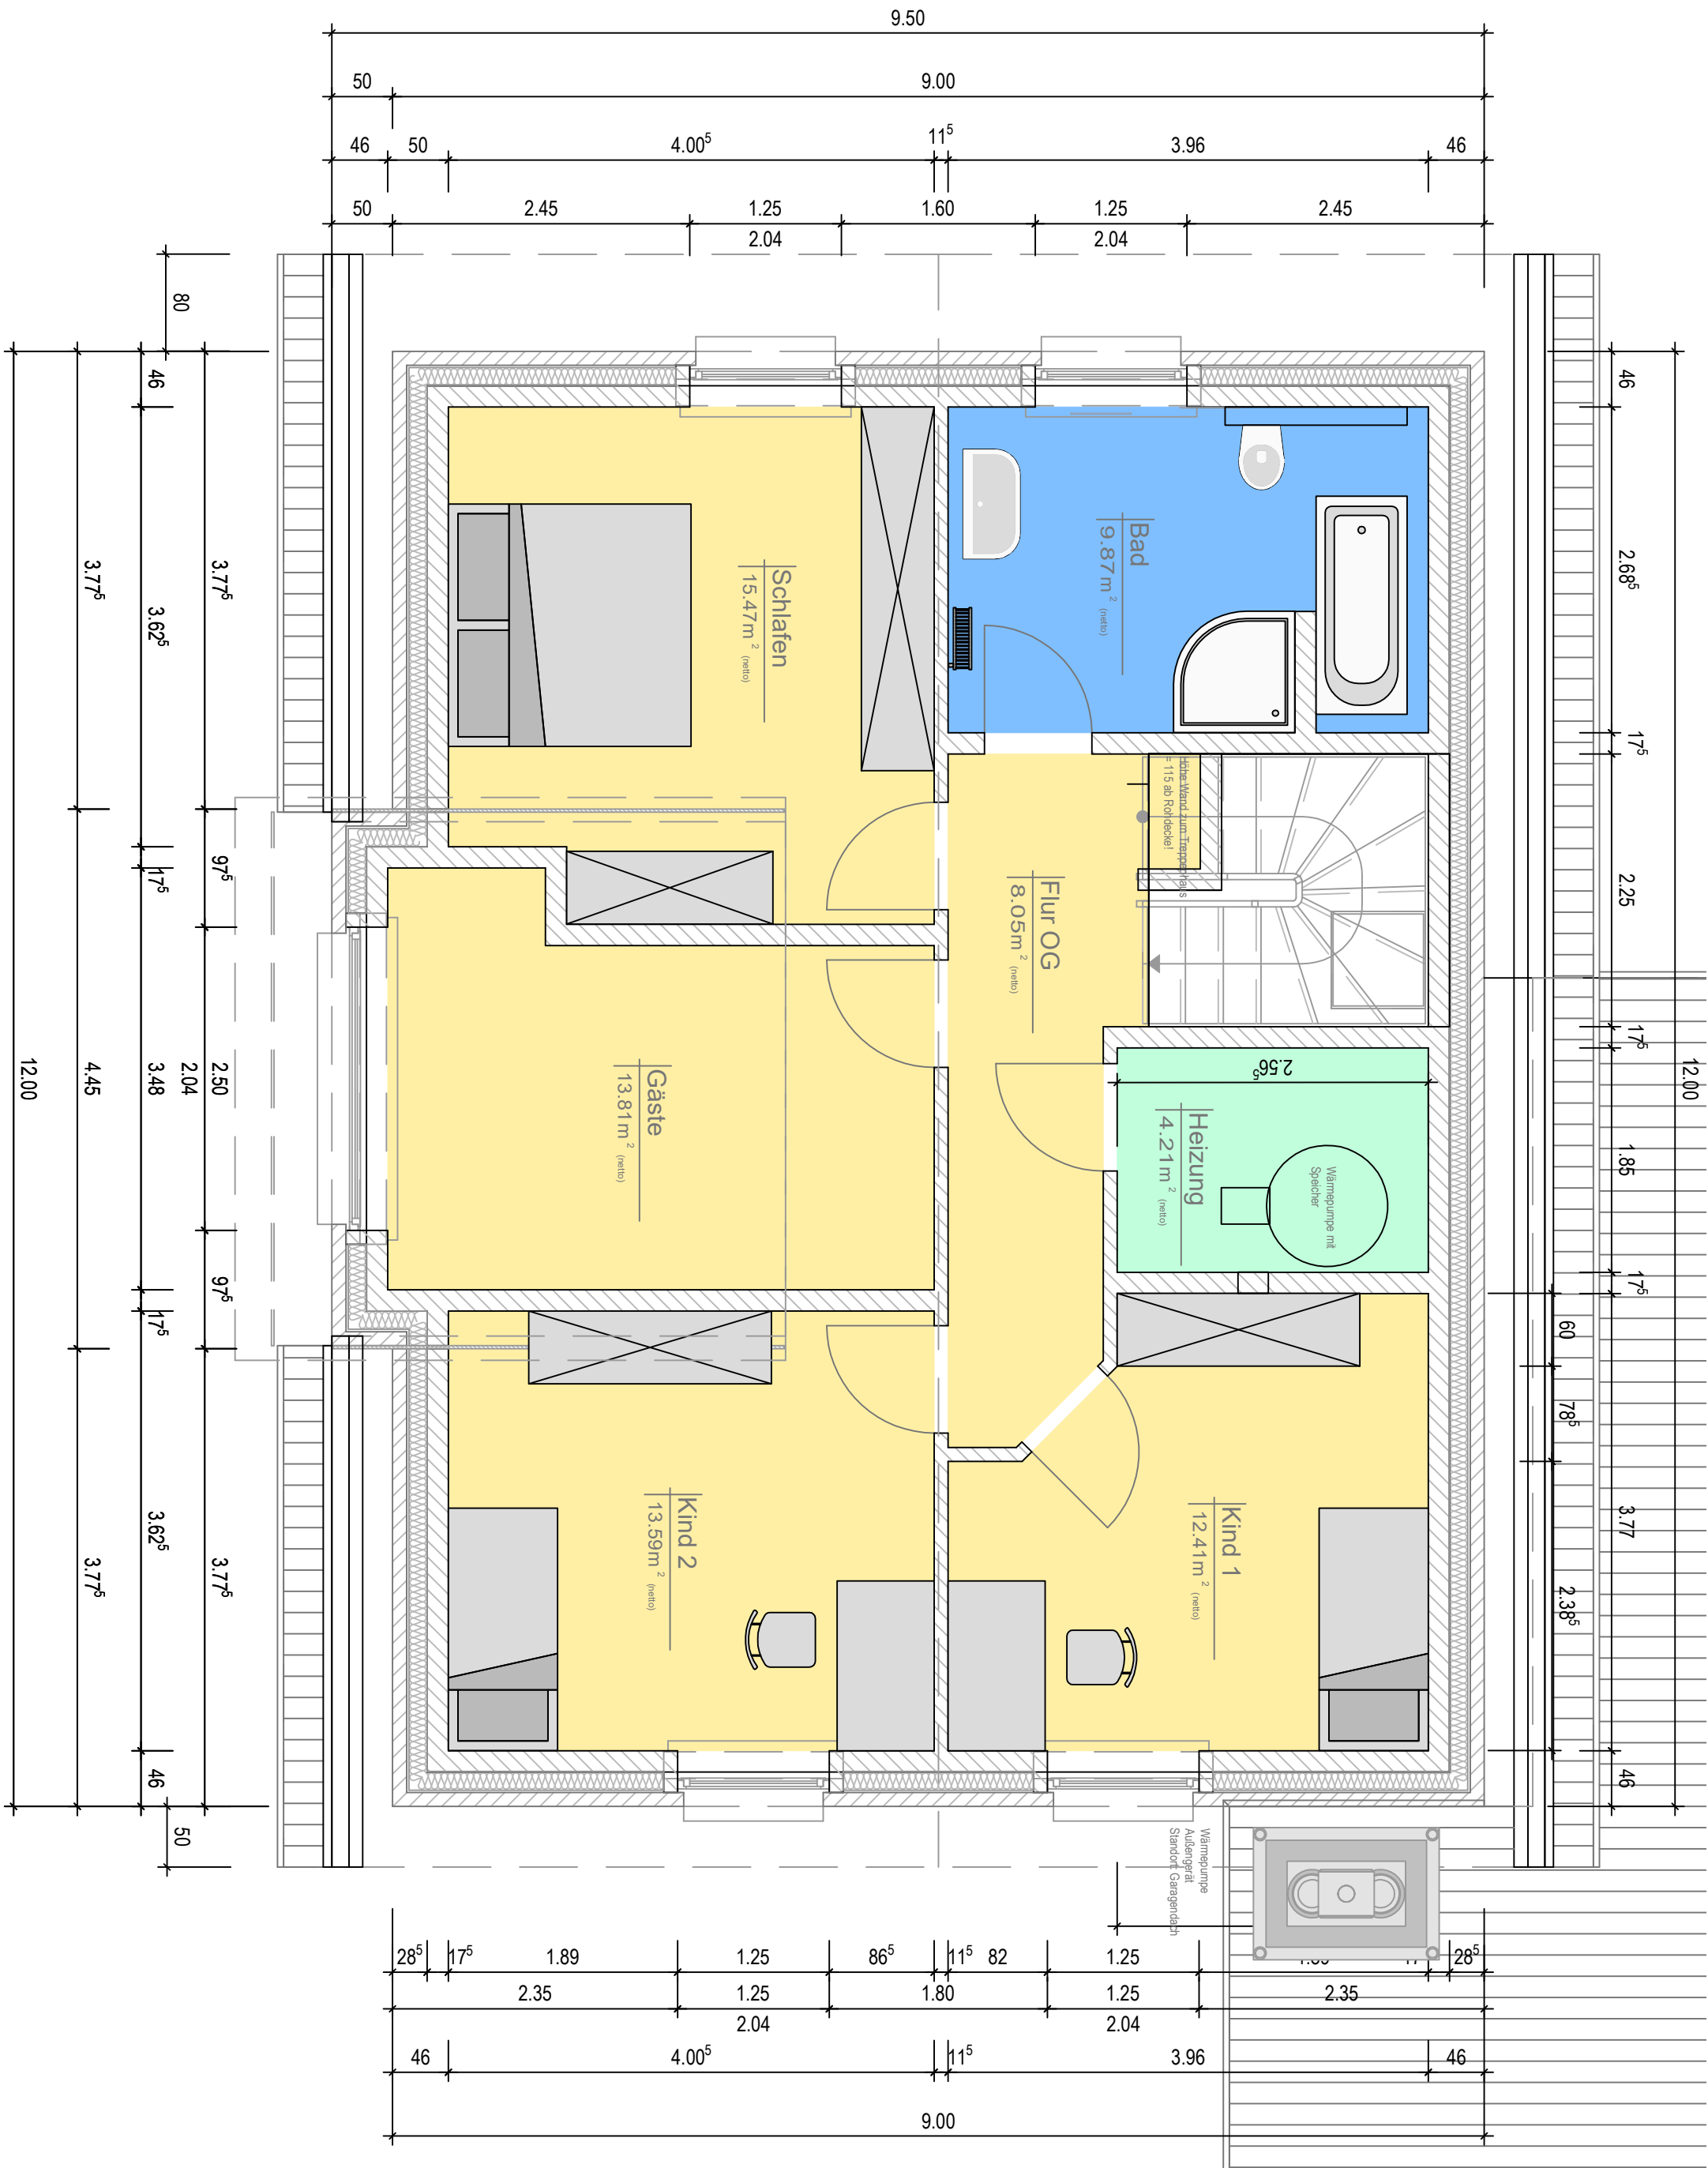 9.50
50 9.00
46 50 4.00⁵ 11⁵ 3.96 46
50 2.45 1.25 1.60 1.25 2.45
2.04 2.04
80
46 46
3.77⁵ 3.62⁵ 3.77⁵
2.68⁵
Bad
9.87m² (netto)
Schlafen
15.47m² (netto)
17⁵
Höhe Wand zum Treppenhaus
= 115 ab Rohdecke!
97⁵
17⁵
2.25
Flur OG
8.05m² (netto)
17⁵
12.00 4.45 3.48 2.04 2.50
12.00
2.56⁵
Gäste
13.81m² (netto)
Heizung
4.21m² (netto)
Wärmepumpe mit
Speicher
1.85
97⁵
17⁵
17⁵
60
78⁵
Kind 2
13.59m² (netto)
Kind 1
12.41m² (netto)
3.77
2.38⁵
3.77⁵ 3.62⁵ 3.77⁵
46 46
50
Wärmepumpe
Außengerät
Standort: Garagendach
28⁵ 17⁵ 1.89 1.25 86⁵ 11⁵ 82 1.25 28⁵
2.35 1.25 1.80 1.25 2.35
2.04 2.04
46 4.00⁵ 11⁵ 3.96 46
9.00